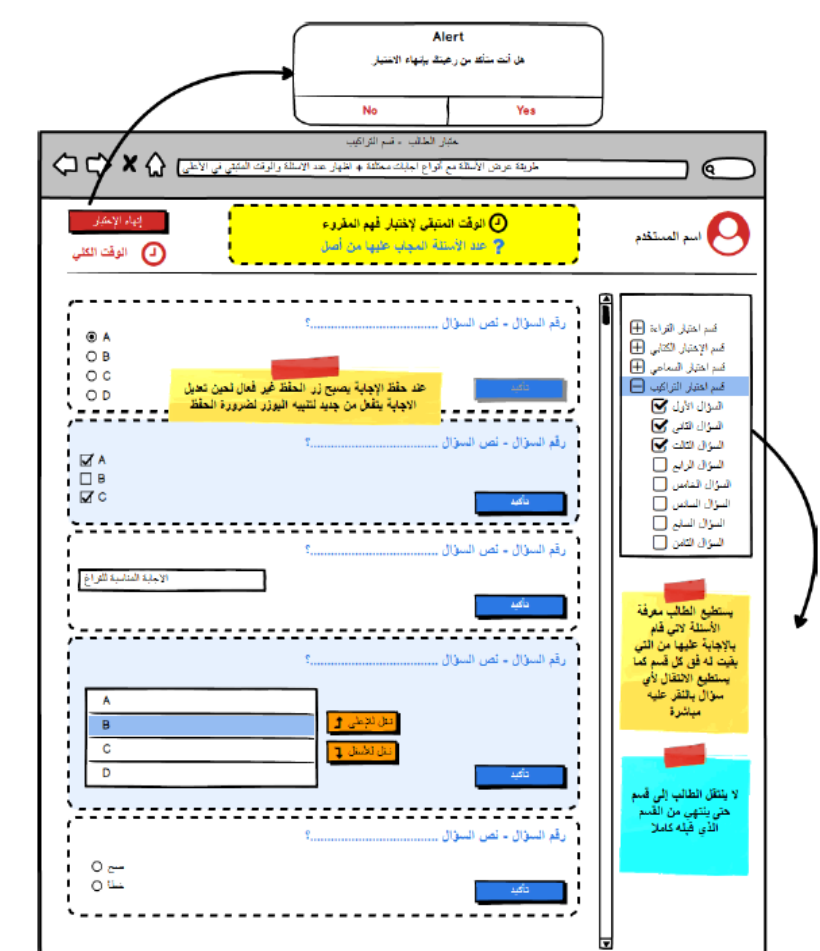 Alert
هل أنت متأكد من رغبتك بإنهاء الاختبار
No
Yes
ختبار الطالب - قسم التراكيب
طريقة عرض الأسئلة مع أنواع اجابات مختلفة + اظهار عدد الاسئلة والوقت المتبقي في الأعلى
اسم المستخدم
الوقت المتبقي لإختبار فهم المقروء
? عدد الأسئلة المجاب عليها من أصل
إنهاء الإختبار
الوقت الكلي
قسم اختبار القراءة
قسم الإختبار الكتابي
قسم اختبار السماعي
قسم اختبار التراكيب
السؤال الأول
السؤال الثاني
السؤال الثالث
السؤال الرابع
السؤال الخامس
السؤال السادس
السؤال السابع
السؤال الثامن
يستطيع الطالب معرفة
الأسئلة لاتي قام
بالإجابة عليها من التي
بقيت له فق كل قسم كما
يستطيع الانتقال لأي
سؤال بالنقر عليه
مباشرة
لا ينتقل الطالب إلى قسم
حتى ينتهي من القسم
الذي قبله كاملا
رقم السؤال - نص السؤال ......................................؟
A
B
C
D
تأكيد
عند حفظ الإجابة يصبح زر الحفظ غير فعال لحين تعديل
الاجابة يتفعل من جديد لتنبيه اليوزر لضرورة الحفظ
رقم السؤال - نص السؤال ......................................؟
A
B
C
تأكيد
رقم السؤال - نص السؤال ......................................؟
الاجابة المناسبة للفراغ
تأكيد
رقم السؤال - نص السؤال ......................................؟
A
B
C
D
نقل للإعلى
نقل للأسفل
تأكيد
رقم السؤال - نص السؤال ......................................؟
صح
خطا
تأكيد